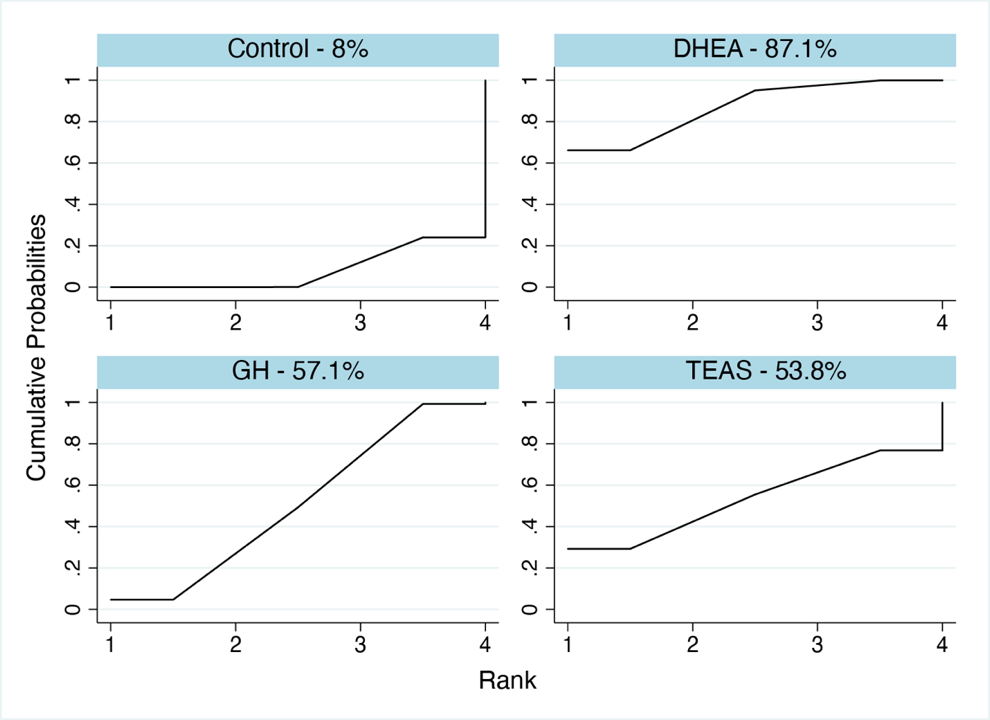 Control - 8%
DHEA - 87.1%
1
.8
.6
.4
.2
0
1 2 3 4
1
.8
.6
.4
.2
0
1 2 3 4
GH - 57.1%
TEAS - 53.8%
1
.8
.6
.4
.2
0
1 2 3 4
1
.8
.6
.4
.2
0
1 2 3 4
Cumulative Probabilities
Rank